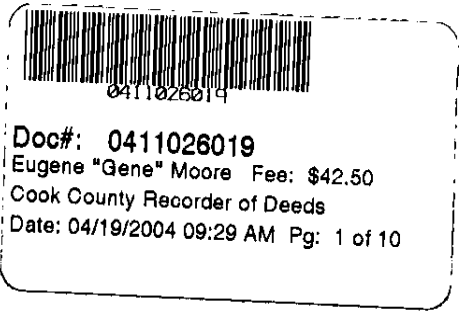 0411026019
Doc#: 0411026019
Eugene "Gene" Moore Fee: $42.50
Cook County Recorder of Deeds
Date: 04/19/2004 09:29 AM Pg: 1 of 10